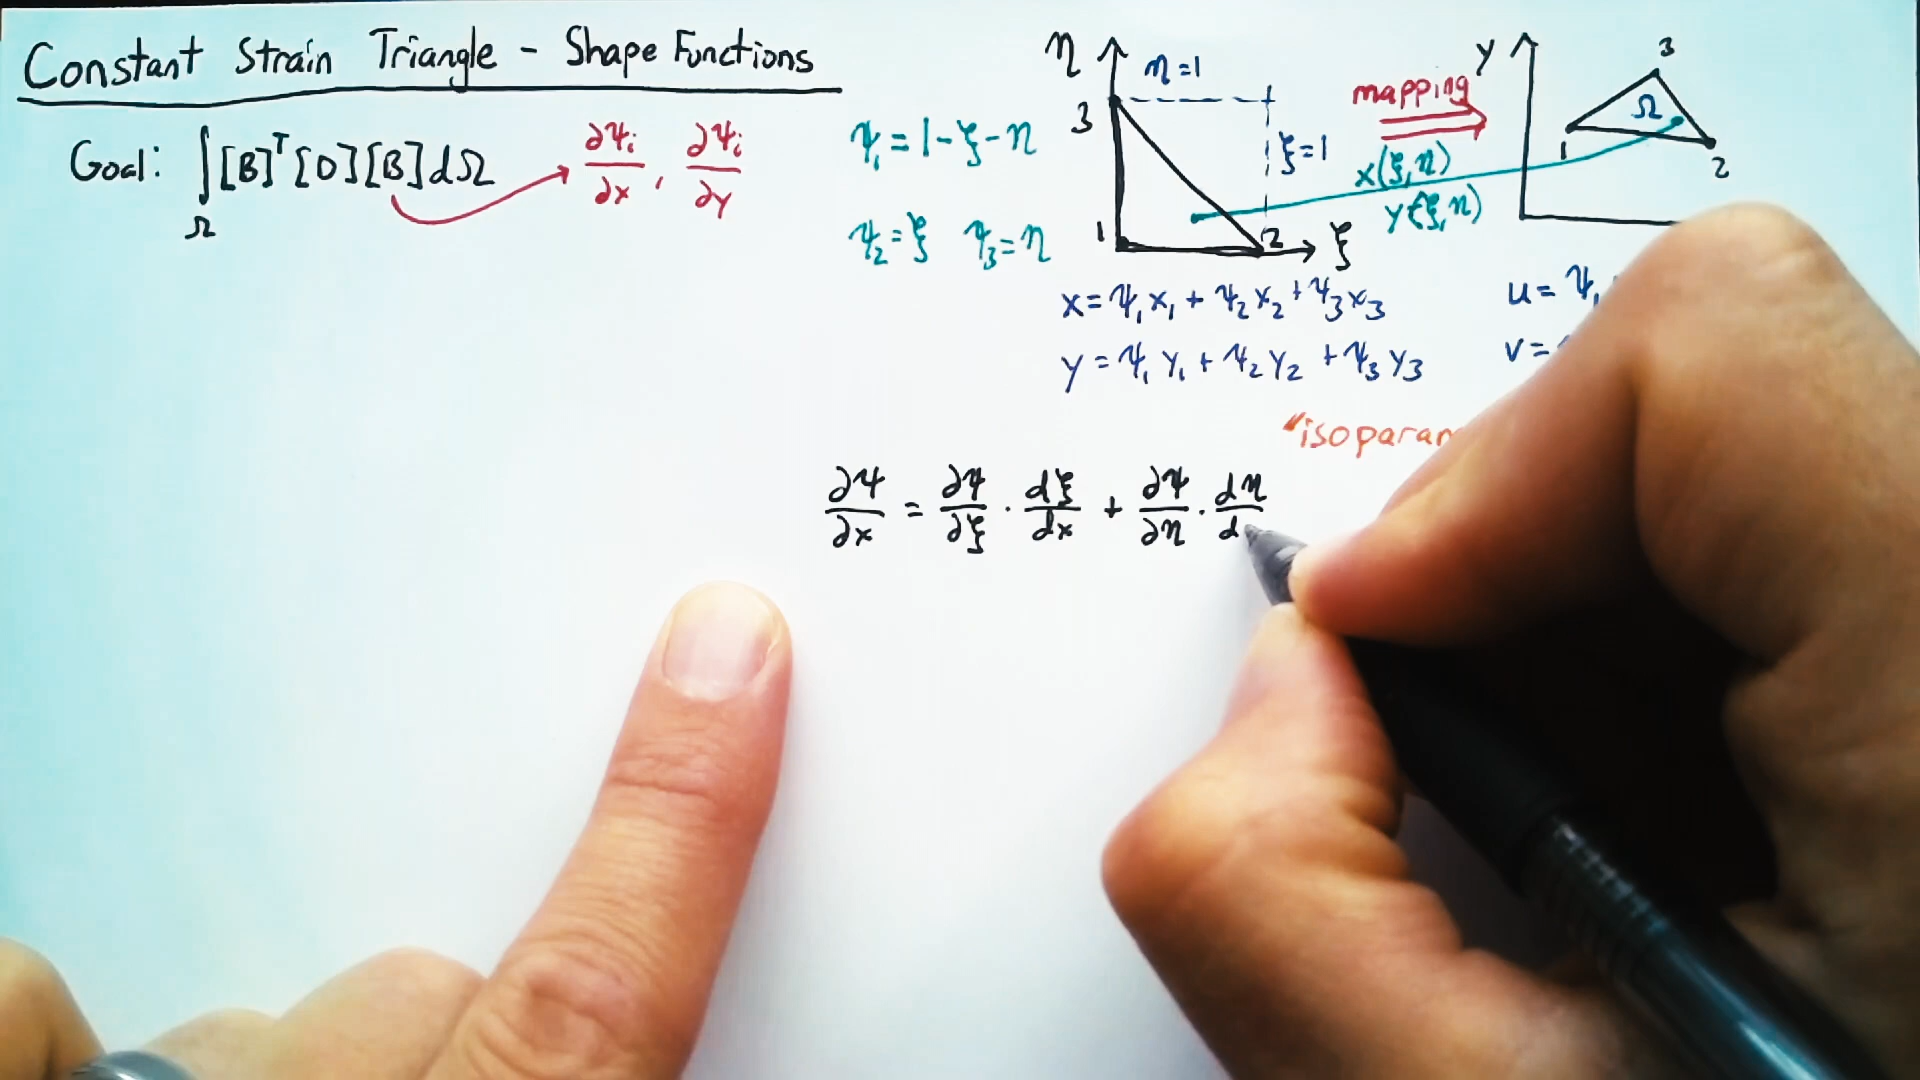 Constant Strain Triangle - Shape Functions
Goal: ∫Ω [B]ᵀ[D][B]dΩ → ∂ψᵢ/∂x , ∂ψᵢ/∂y
ψ₁ = 1-ξ-η
ψ₂=ξ ψ₃=η
η
η=1
3
ξ=1
1
2
ξ
mapping
x(ξ,η)
y(ξ,η)
y
3
Ω
1
2
x=ψ₁x₁ + ψ₂x₂ + ψ₃x₃
y=ψ₁y₁ + ψ₂y₂ + ψ₃y₃
u= ψ₁
v=
∂ψ/∂x = ∂ψ/∂ξ · dξ/dx + ∂ψ/∂η · dη/d